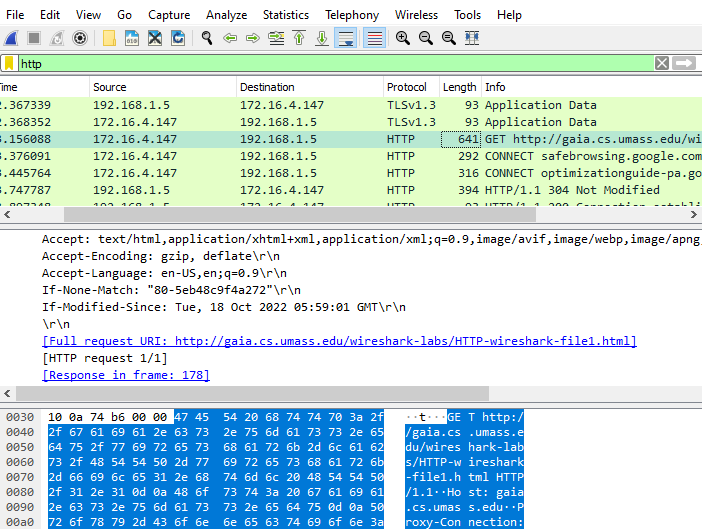 File Edit View Go Capture Analyze Statistics Telephony Wireless Tools Help
http
Time Source Destination Protocol Length Info
2.367339 192.168.1.5 172.16.4.147 TLSv1.3 93 Application Data
2.368352 192.168.1.5 172.16.4.147 TLSv1.3 93 Application Data
3.156088 172.16.4.147 192.168.1.5 HTTP 641 GET http://gaia.cs.umass.edu/wi
3.376091 172.16.4.147 192.168.1.5 HTTP 292 CONNECT safebrowsing.google.com
3.445764 172.16.4.147 192.168.1.5 HTTP 316 CONNECT optimizationguide-pa.go
3.747787 192.168.1.5 172.16.4.147 HTTP 394 HTTP/1.1 304 Not Modified
Accept: text/html,application/xhtml+xml,application/xml;q=0.9,image/avif,image/webp,image/apng,
Accept-Encoding: gzip, deflate\r\n
Accept-Language: en-US,en;q=0.9\r\n
If-None-Match: "80-5eb48c9f4a272"\r\n
If-Modified-Since: Tue, 18 Oct 2022 05:59:01 GMT\r\n
\r\n
[Full request URI: http://gaia.cs.umass.edu/wireshark-labs/HTTP-wireshark-file1.html]
[HTTP request 1/1]
[Response in frame: 178]
0030 10 0a 74 b6 00 00 47 45 54 20 68 74 74 70 3a 2f ··t···GE T http:/
0040 2f 67 61 69 61 2e 63 73 2e 75 6d 61 73 73 2e 65 /gaia.cs .umass.e
0050 64 75 2f 77 69 72 65 73 68 61 72 6b 2d 6c 61 62 du/wires hark-lab
0060 73 2f 48 54 54 50 2d 77 69 72 65 73 68 61 72 6b s/HTTP-w ireshark
0070 2d 66 69 6c 65 31 2e 68 74 6d 6c 20 48 54 54 50 -file1.h tml HTTP
0080 2f 31 2e 31 0d 0a 48 6f 73 74 3a 20 67 61 69 61 /1.1··Ho st: gaia
0090 2e 63 73 2e 75 6d 61 73 73 2e 65 64 75 0d 0a 50 .cs.umas s.edu··P
00a0 72 6f 78 79 2d 43 6f 6e 6e 65 63 74 69 6f 6e 3a roxy-Con nection: